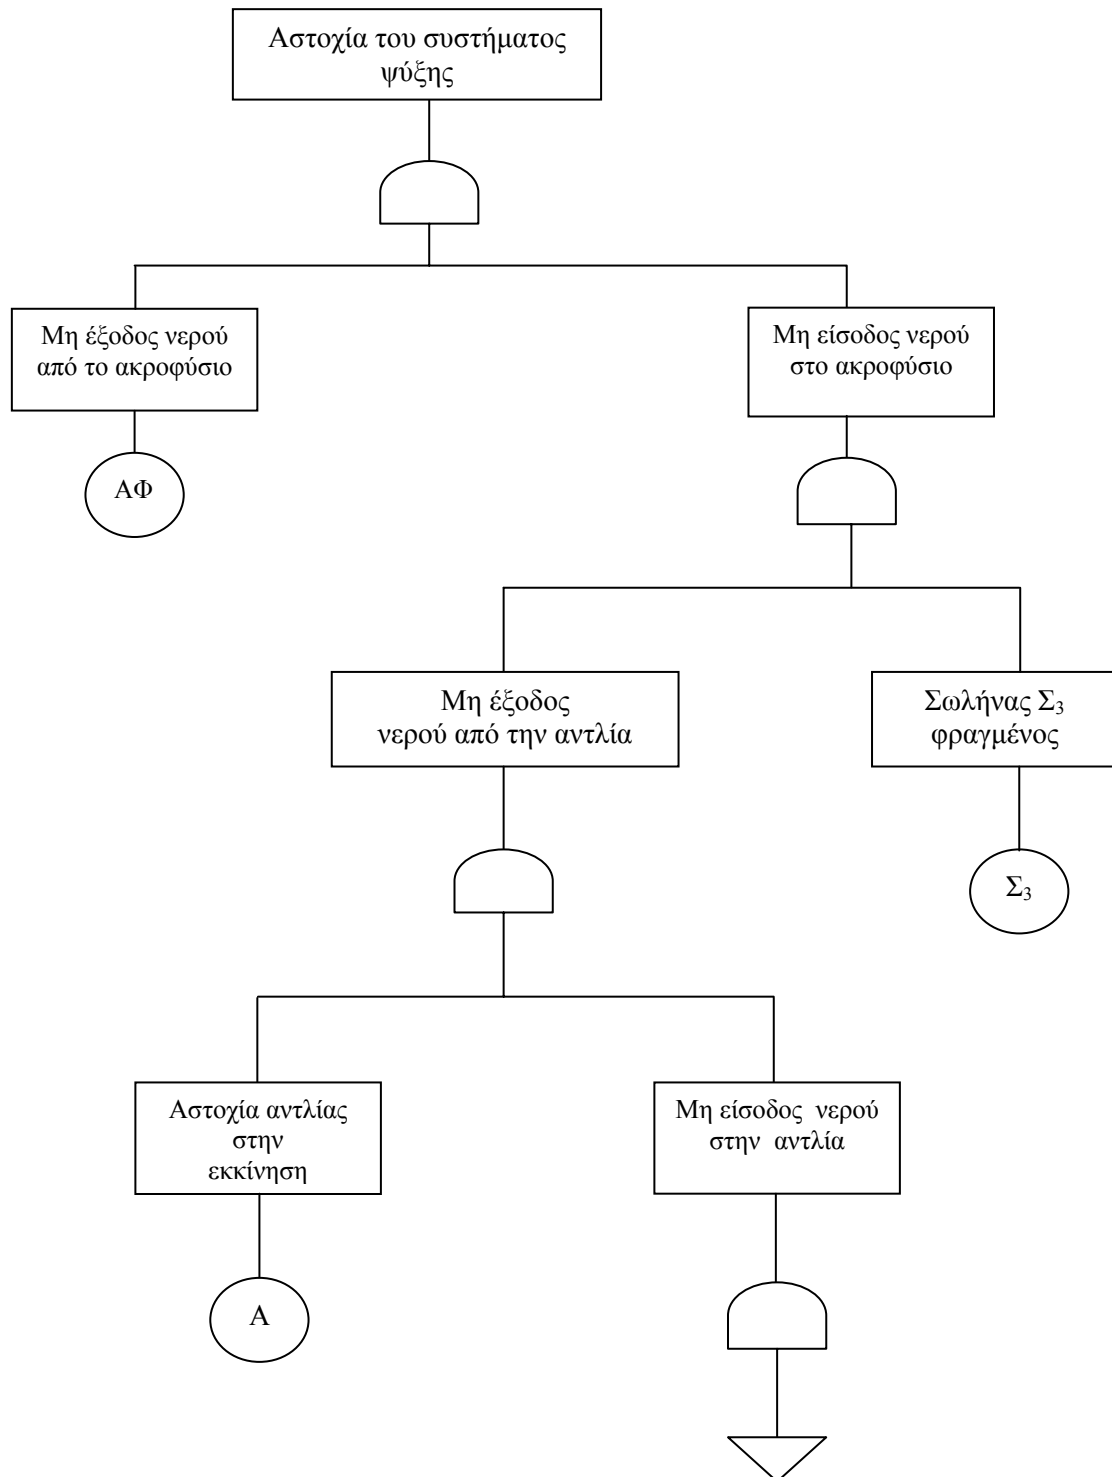 Αστοχία του συστήματος
ψύξης
Μη έξοδος νερού
από το ακροφύσιο
Μη είσοδος νερού
στο ακροφύσιο
ΑΦ
Μη έξοδος
νερού από την αντλία
Σωλήνας Σ₃
φραγμένος
Σ₃
Αστοχία αντλίας
στην
εκκίνηση
Μη είσοδος νερού
στην αντλία
Α